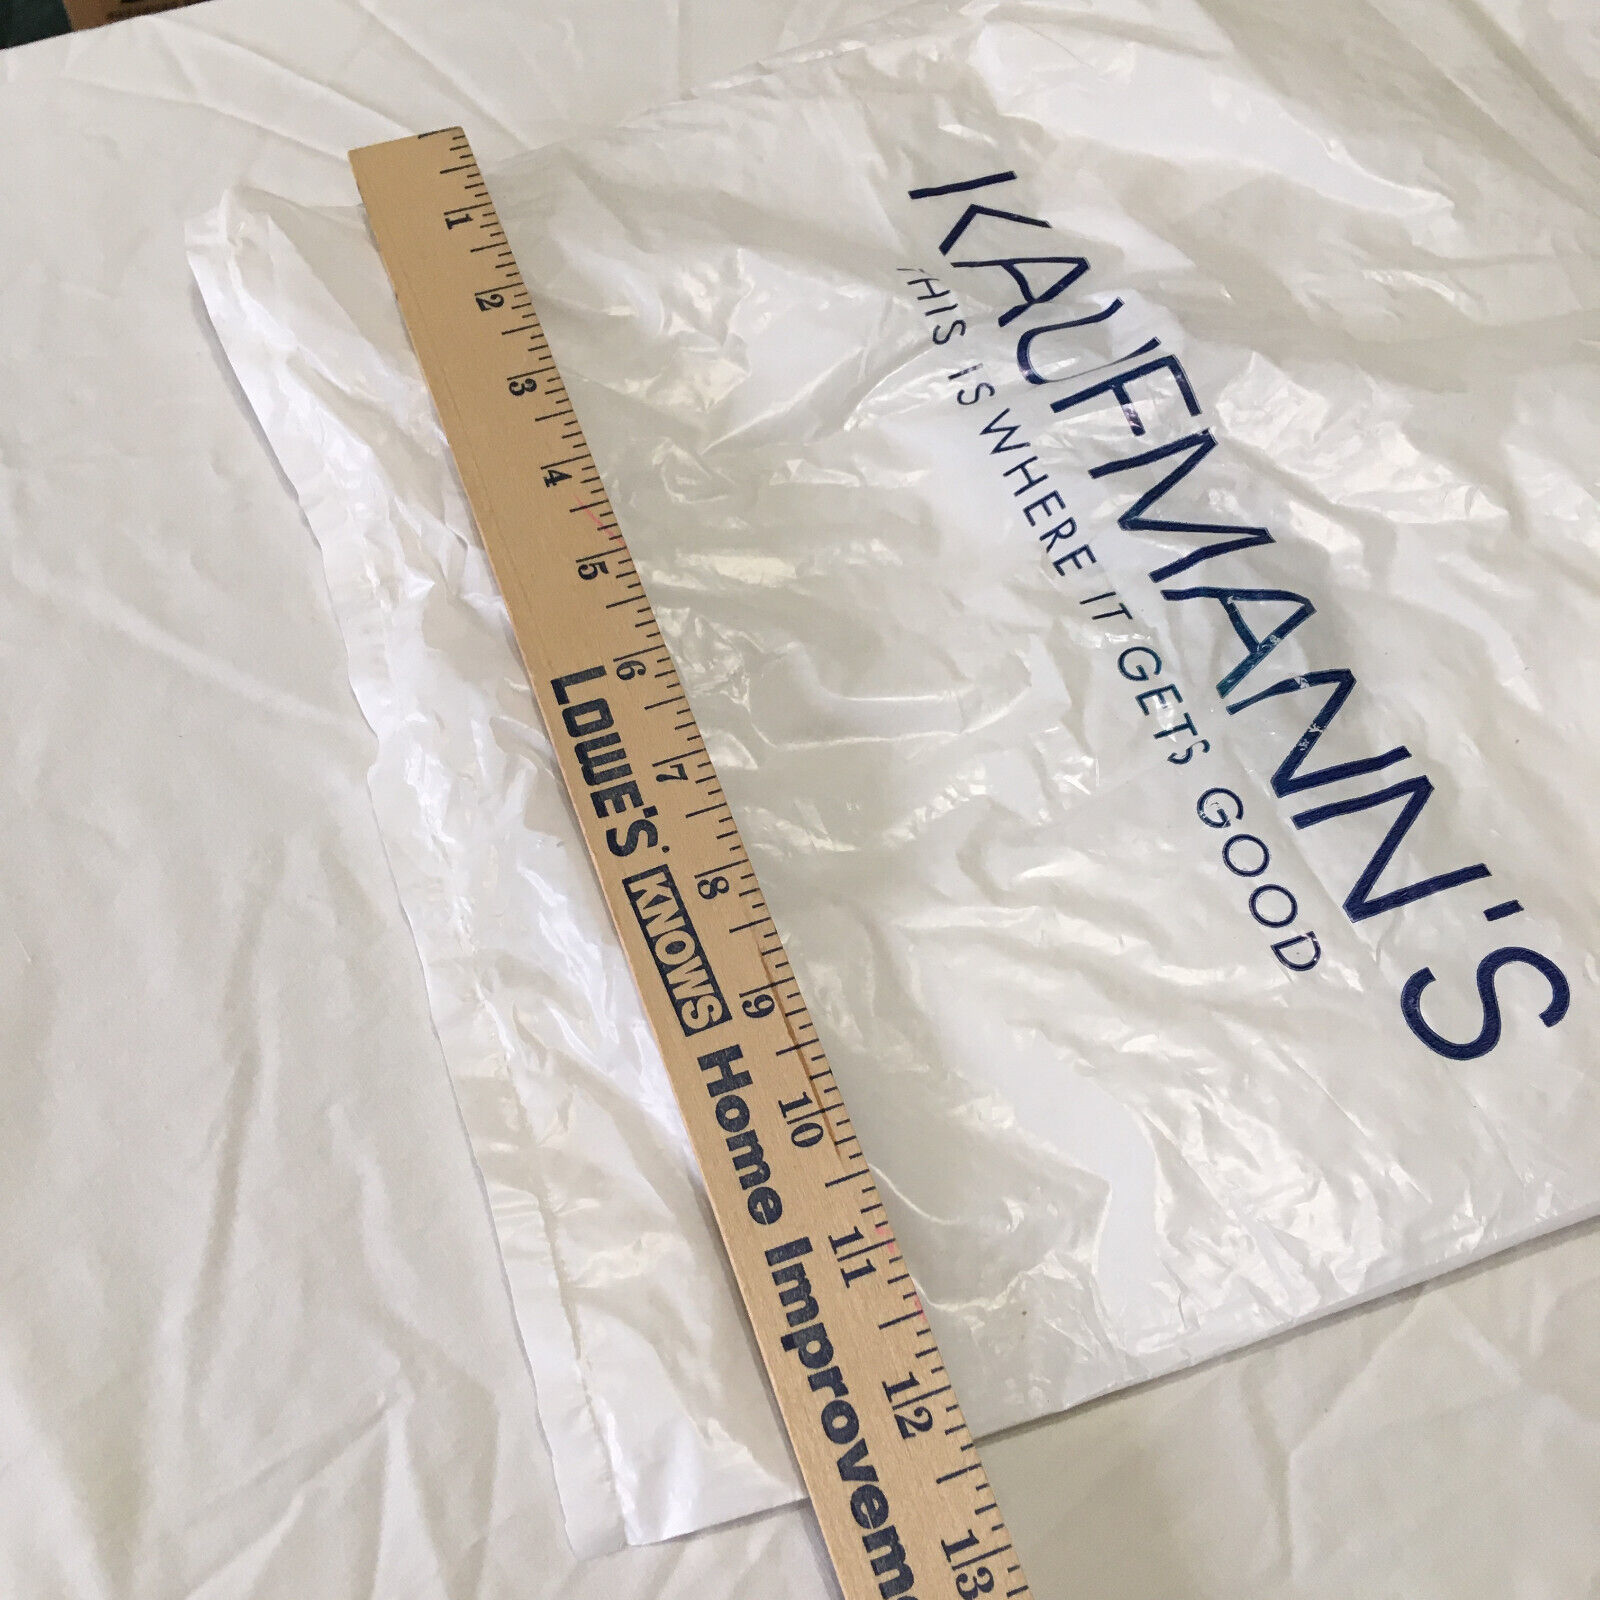 KAUFMANN'S
THIS IS WHERE IT GETS GOOD
1 2 3 4 5 6 7 8 9 10 11 12 13
LOWE'S KNOWS Home Improvem